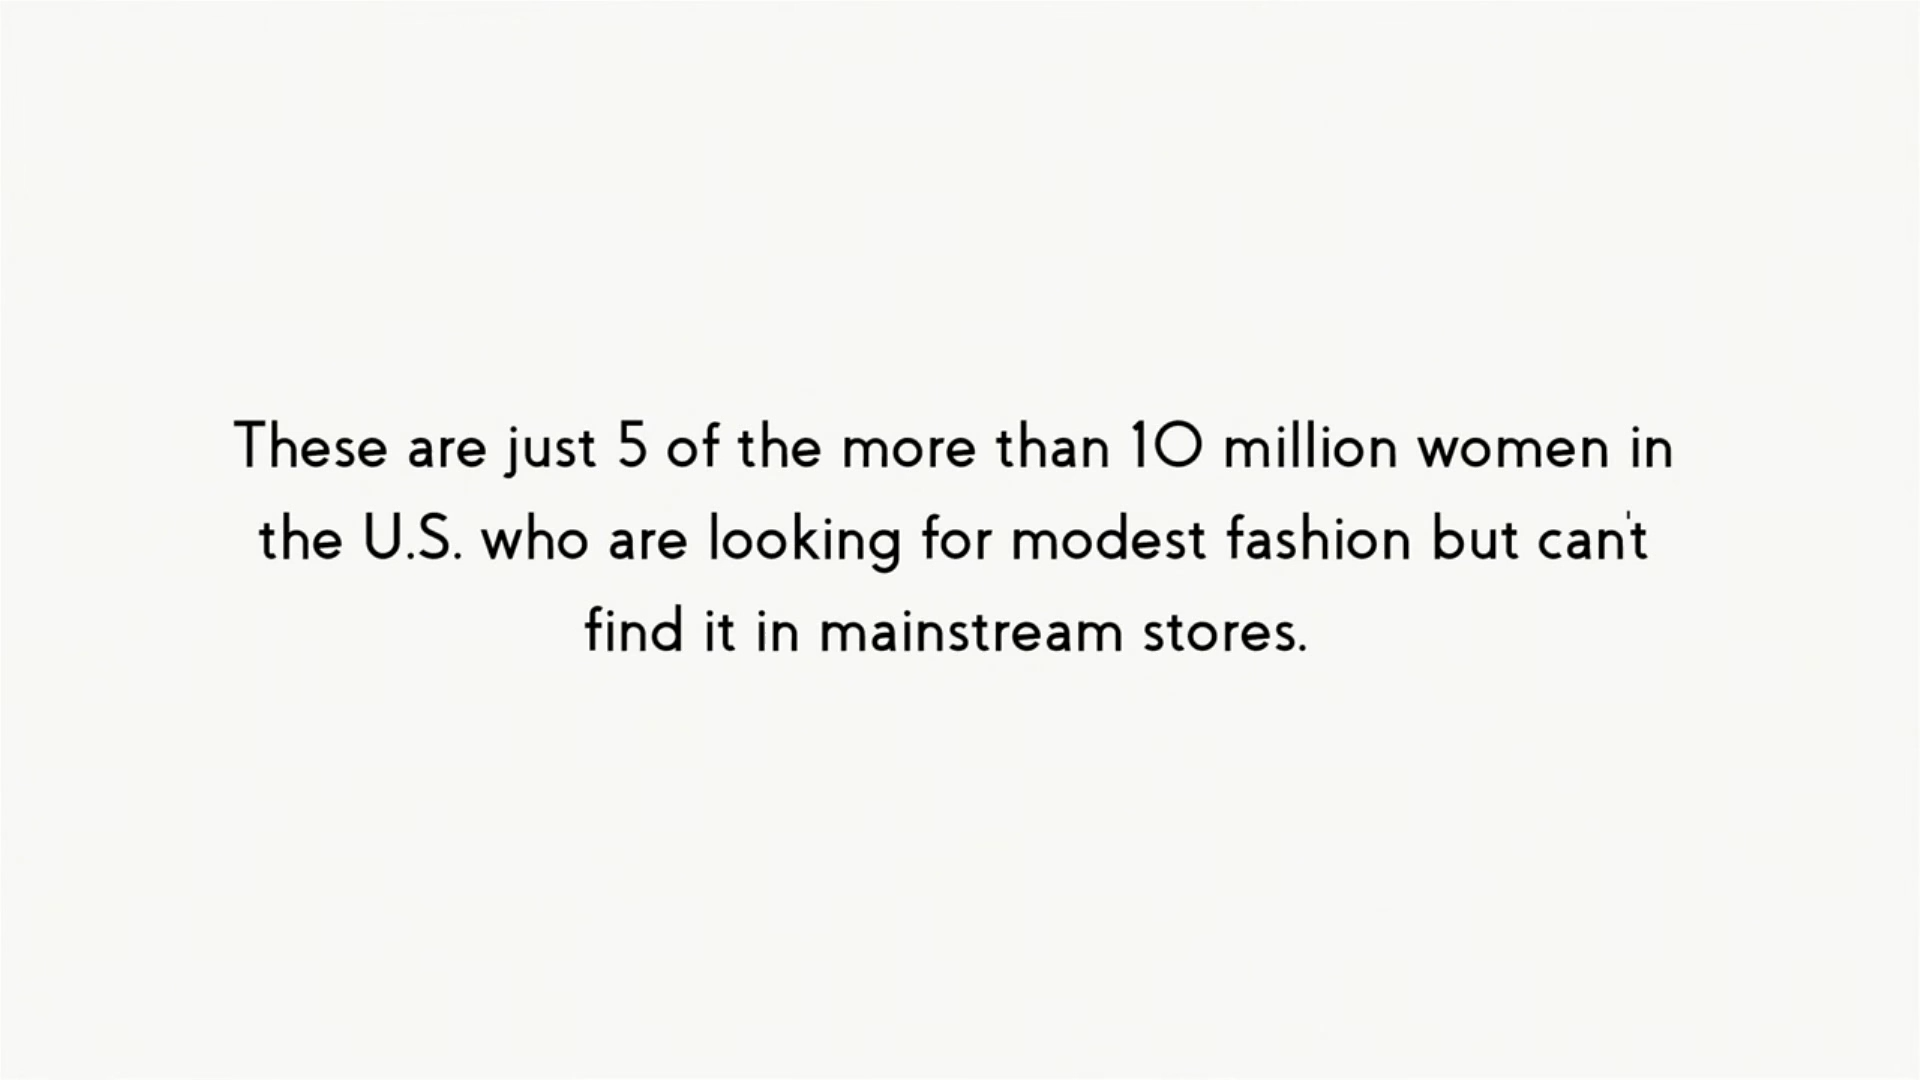 These are just 5 of the more than 10 million women in
the U.S. who are looking for modest fashion but can't
find it in mainstream stores.